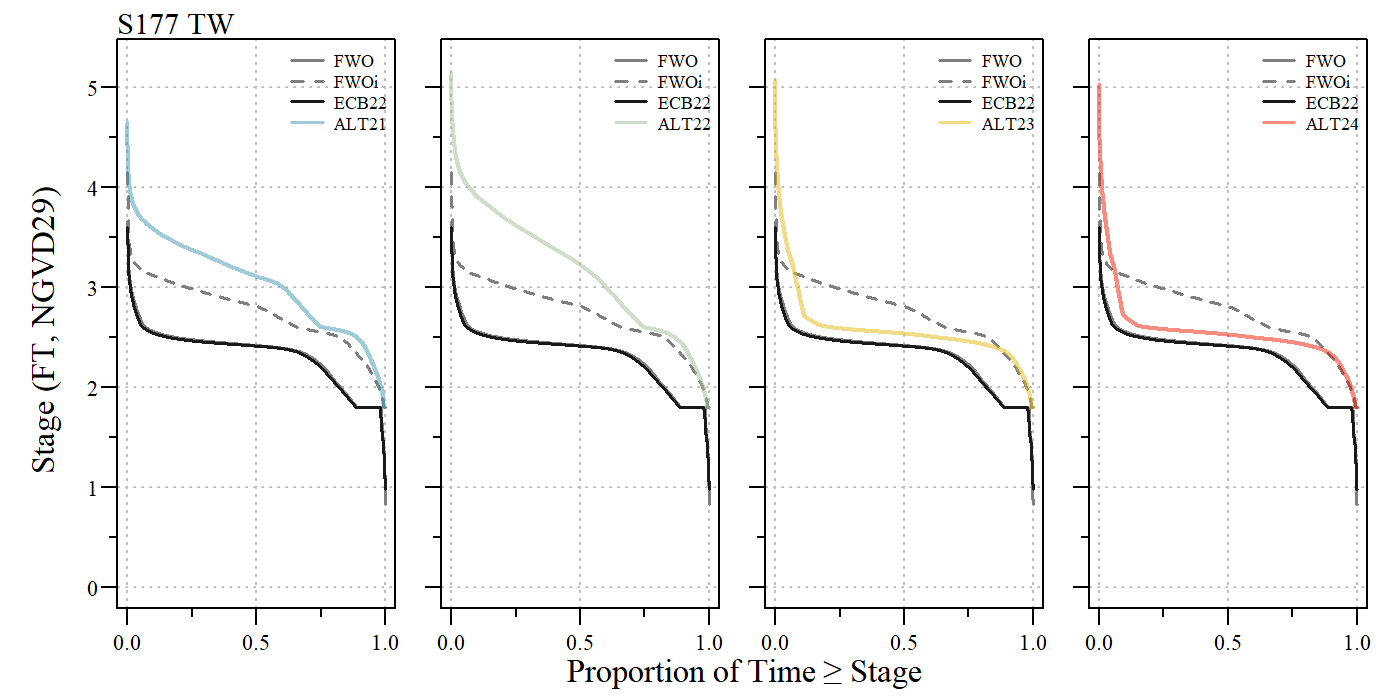 S177 TW
FWO
FWOi
ECB22
ALT21
FWO
FWOi
ECB22
ALT22
FWO
FWOi
ECB22
ALT23
FWO
FWOi
ECB22
ALT24
Stage (FT, NGVD29)
5
4
3
2
1
0
0.0 0.5 1.0
0.0 0.5 1.0
0.0 0.5 1.0
0.0 0.5 1.0
Proportion of Time ≥ Stage